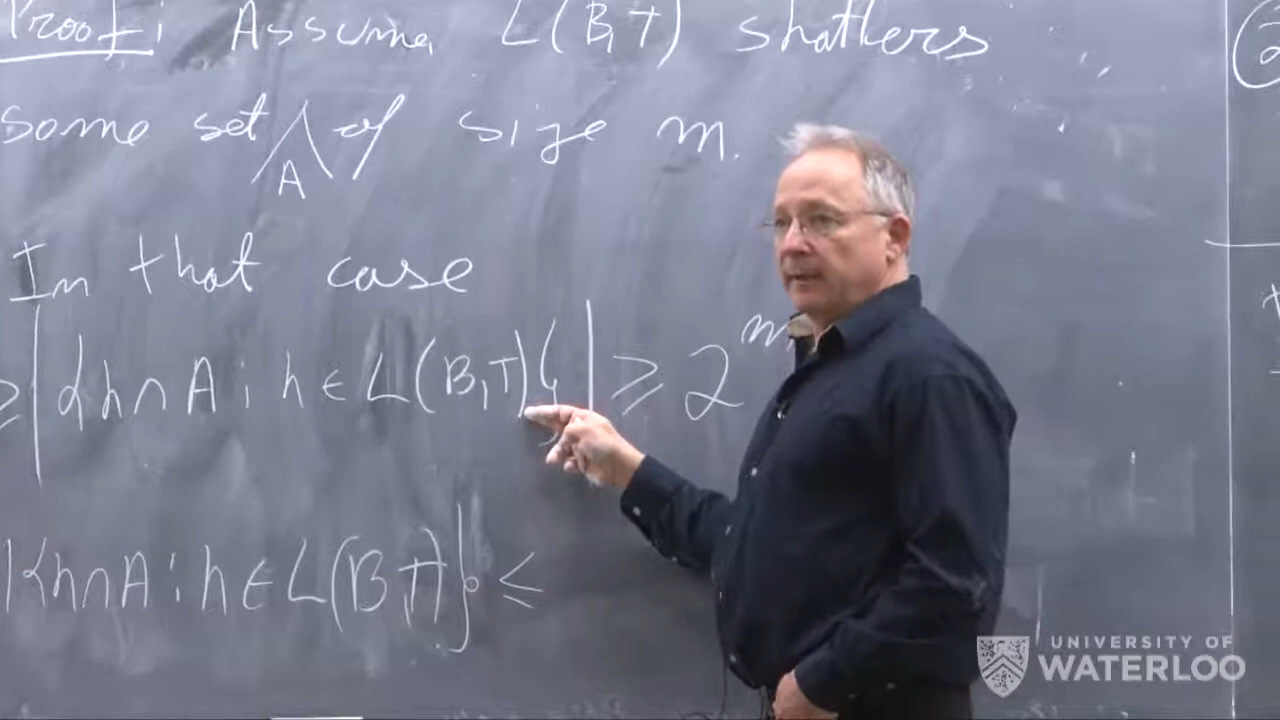 Proof: Assume L(B,T) shatters
some set A of size m.
In that case
≥ |{h∩A : h ∈ L(B,T)}| ≥ 2^m
|{h∩A : h ∈ L(B,T)}| ≤
UNIVERSITY OF
WATERLOO